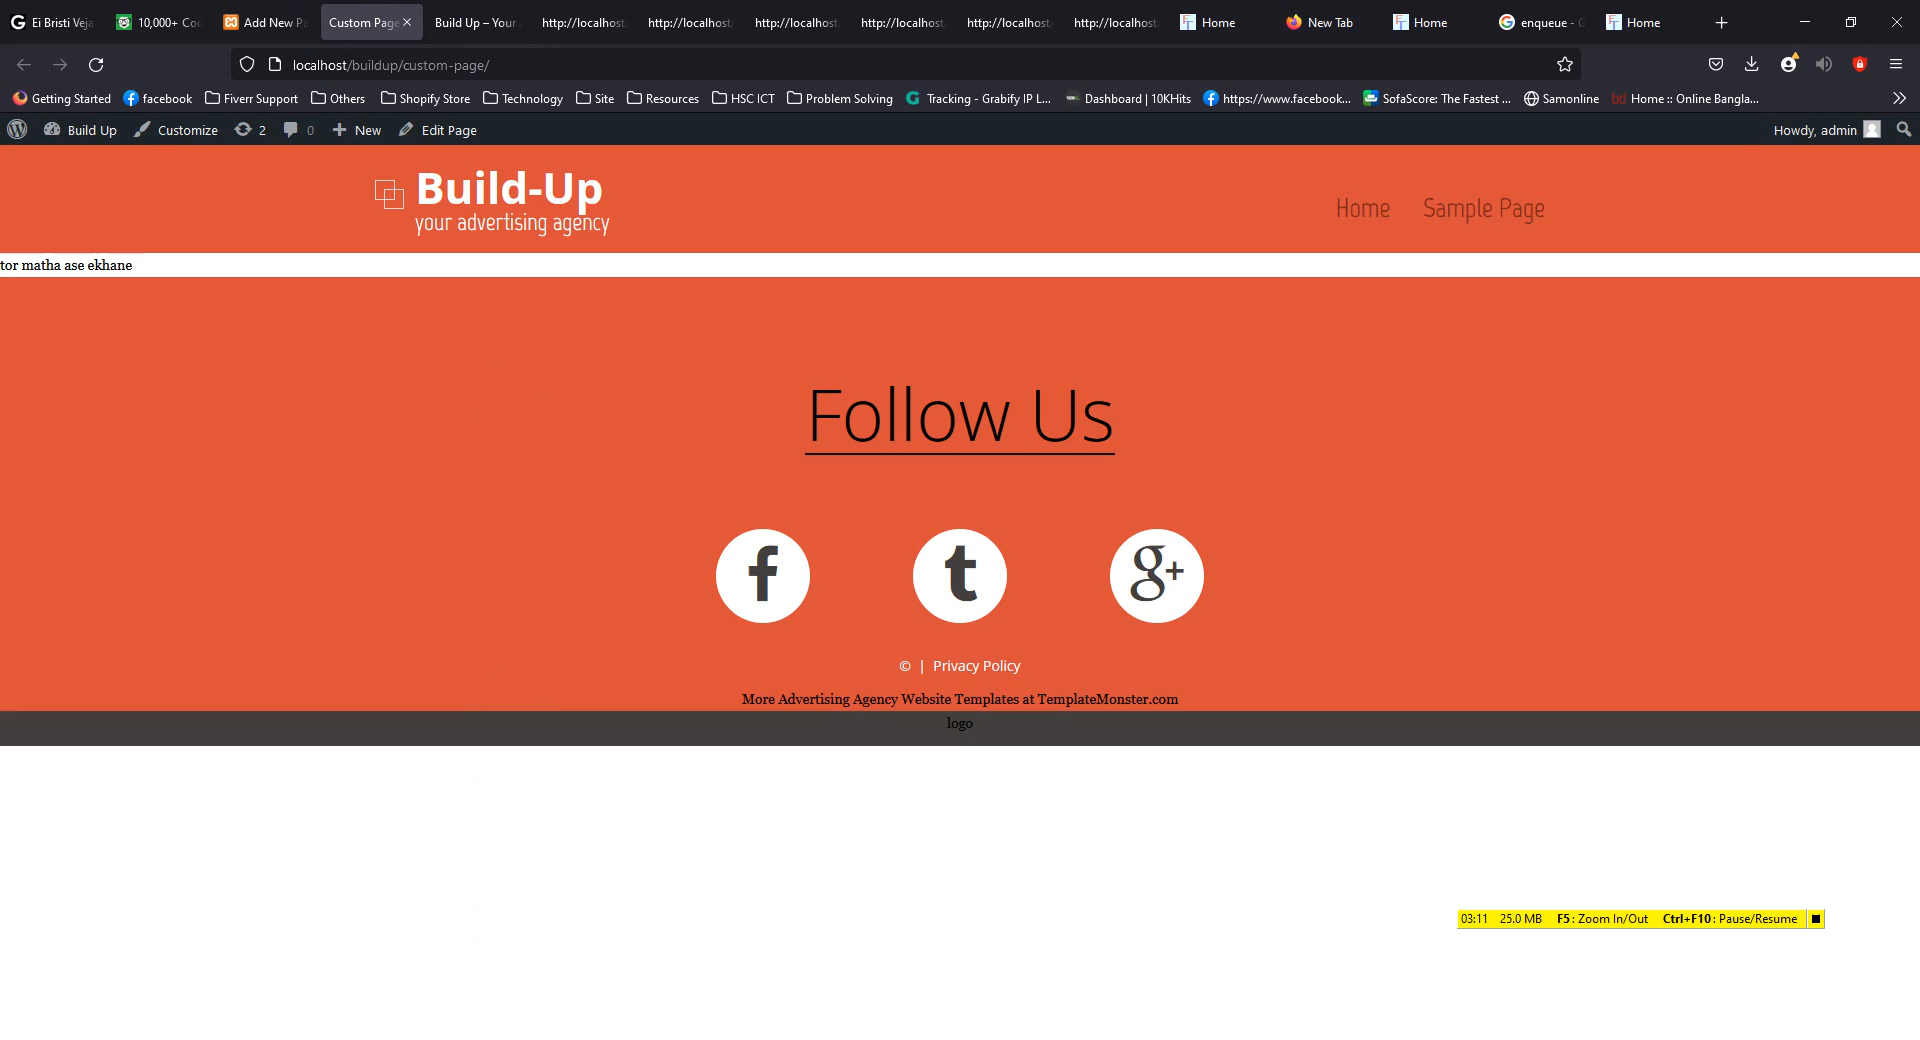 Ei Bristi Veja
10,000+ Coc
Add New Pa
Custom Page
Build Up – Your
http://localhost
http://localhost
http://localhost
http://localhost
http://localhost
http://localhost
Home
New Tab
Home
enqueue - G
Home
localhost/buildup/custom-page/
Getting Started
facebook
Fiverr Support
Others
Shopify Store
Technology
Site
Resources
HSC ICT
Problem Solving
Tracking - Grabify IP L...
Dashboard | 10KHits
https://www.facebook...
SofaScore: The Fastest ...
Samonline
Home :: Online Bangla...
Build Up
Customize
2
0
New
Edit Page
Howdy, admin
Build-Up
your advertising agency
Home
Sample Page
tor matha ase ekhane
Follow Us
f
t
g+
© | Privacy Policy
More Advertising Agency Website Templates at TemplateMonster.com
logo
03:11 25.0 MB F5: Zoom In/Out Ctrl+F10: Pause/Resume